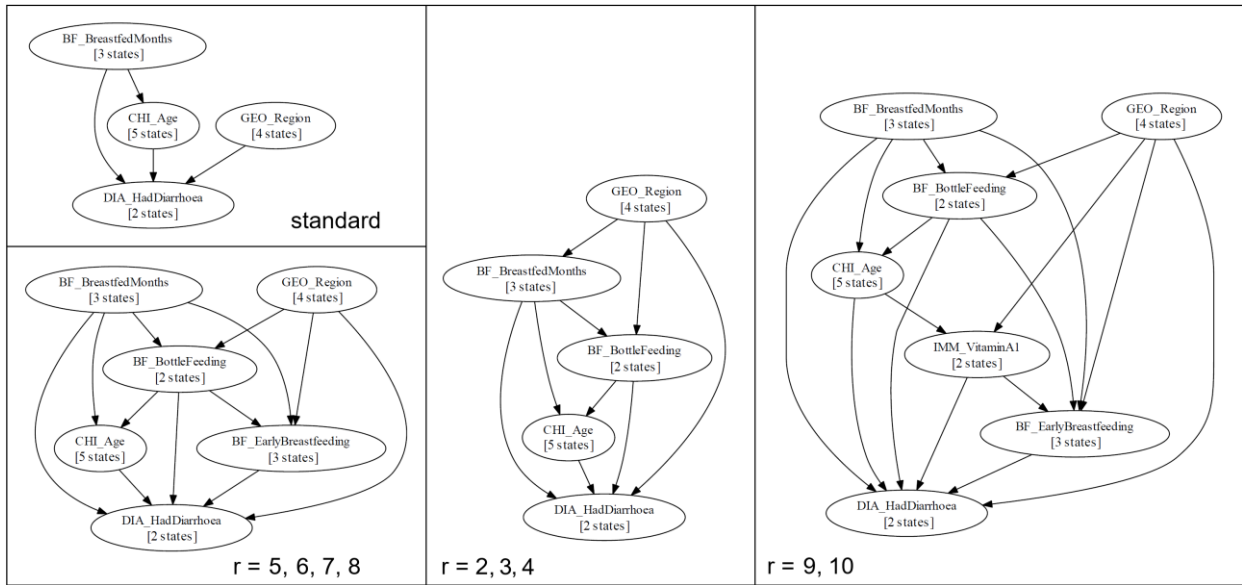 BF_BreastfedMonths
[3 states]
CHI_Age
[5 states]
GEO_Region
[4 states]
DIA_HadDiarrhoea
[2 states]
standard
BF_BreastfedMonths
[3 states]
GEO_Region
[4 states]
BF_BottleFeeding
[2 states]
CHI_Age
[5 states]
BF_EarlyBreastfeeding
[3 states]
DIA_HadDiarrhoea
[2 states]
r = 5, 6, 7, 8
GEO_Region
[4 states]
BF_BreastfedMonths
[3 states]
BF_BottleFeeding
[2 states]
CHI_Age
[5 states]
DIA_HadDiarrhoea
[2 states]
r = 2, 3, 4
BF_BreastfedMonths
[3 states]
GEO_Region
[4 states]
BF_BottleFeeding
[2 states]
CHI_Age
[5 states]
IMM_VitaminA1
[2 states]
BF_EarlyBreastfeeding
[3 states]
DIA_HadDiarrhoea
[2 states]
r = 9, 10